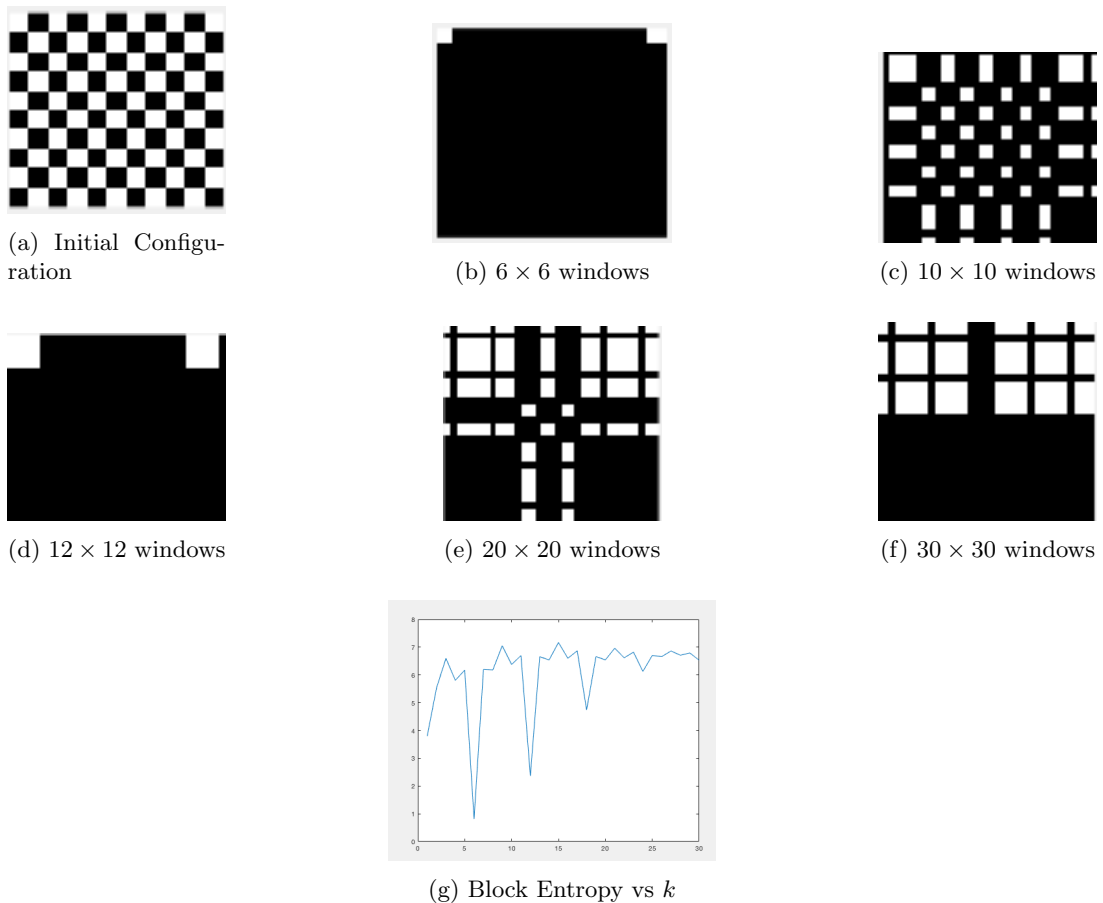 (a) Initial Configu-
ration
(b) 6 × 6 windows
(c) 10 × 10 windows
(d) 12 × 12 windows
(e) 20 × 20 windows
(f) 30 × 30 windows
8
7
6
5
4
3
2
1
0
0 5 10 15 20 25 30
(g) Block Entropy vs k